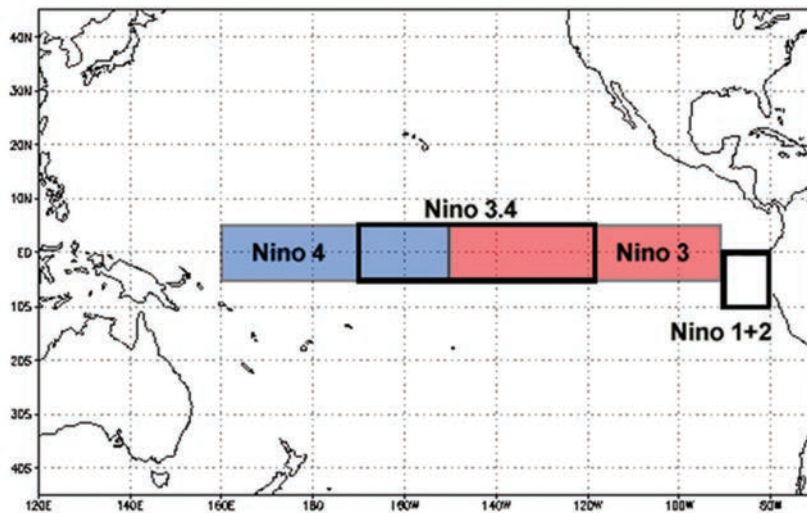 40N
30N
20N
10N
EQ
10S
20S
30S
40S
Nino 3.4
Nino 4
Nino 3
Nino 1+2
120E
140E
160E
180
160W
140W
120W
100W
80W